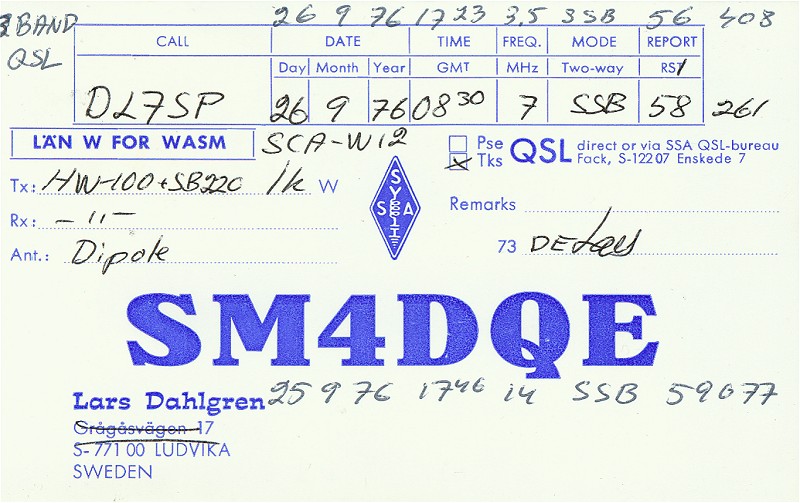 26 9 76 1723 3.5 SSB 56 408
3 BAND
QSL
CALL DATE TIME FREQ. MODE REPORT
Day Month Year GMT MHz Two-way RST
DL7SP 26 9 76 0830 7 SSB 58 261
LÄN W FOR WASM SCA-W12
Pse
Tks QSL direct or via SSA QSL-bureau
Fack, S-122 07 Enskede 7
Tx: HW-100+SB220 1k W
Rx: -11-
Ant.: Dipole
SSA
Remarks
73 DE Lars
SM4DQE
Lars Dahlgren 25 9 76 1746 14 SSB 59077
Grågåsvägen 17
S-771 00 LUDVIKA
SWEDEN